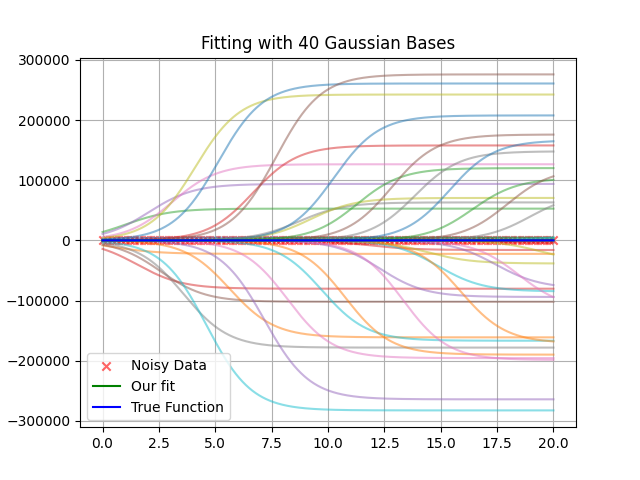 Fitting with 40 Gaussian Bases
300000
200000
100000
0
−100000
−200000
−300000
Noisy Data
Our fit
True Function
0.0 2.5 5.0 7.5 10.0 12.5 15.0 17.5 20.0